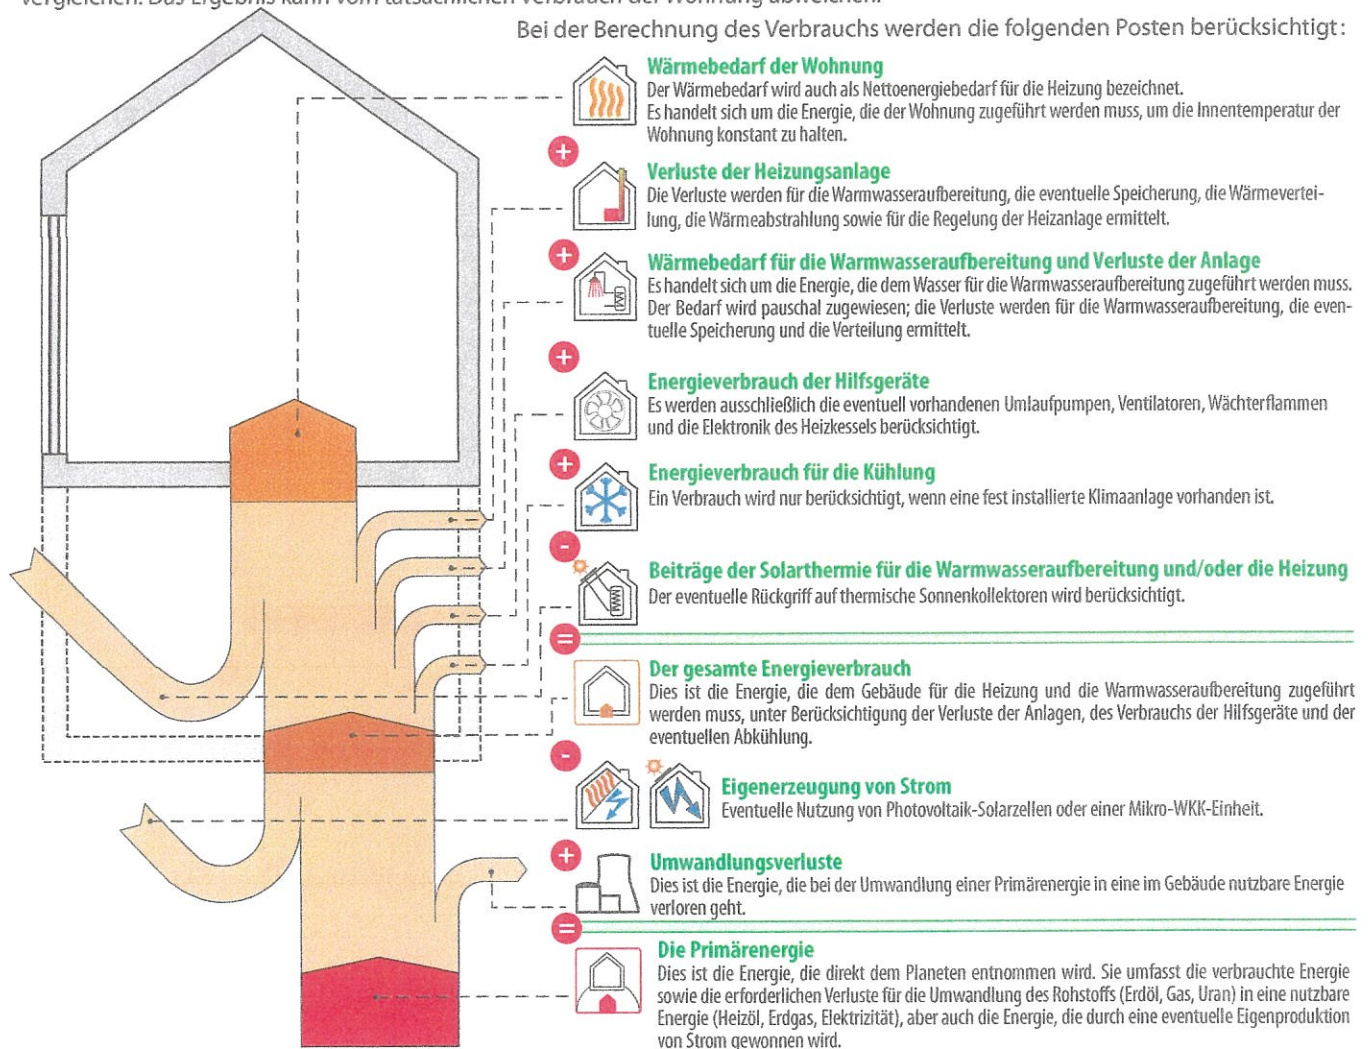 vergleichen. Das Ergebnis kann vom tatsächlichen Verbrauch der Wohnung abweichen.
Bei der Berechnung des Verbrauchs werden die folgenden Posten berücksichtigt:
Wärmebedarf der Wohnung
Der Wärmebedarf wird auch als Nettoenergiebedarf für die Heizung bezeichnet.
Es handelt sich um die Energie, die der Wohnung zugeführt werden muss, um die Innentemperatur der
Wohnung konstant zu halten.
+
Verluste der Heizungsanlage
Die Verluste werden für die Warmwasseraufbereitung, die eventuelle Speicherung, die Wärmevertei-
lung, die Wärmeabstrahlung sowie für die Regelung der Heizanlage ermittelt.
+
Wärmebedarf für die Warmwasseraufbereitung und Verluste der Anlage
Es handelt sich um die Energie, die dem Wasser für die Warmwasseraufbereitung zugeführt werden muss.
Der Bedarf wird pauschal zugewiesen; die Verluste werden für die Warmwasseraufbereitung, die even-
tuelle Speicherung und die Verteilung ermittelt.
+
Energieverbrauch der Hilfsgeräte
Es werden ausschließlich die eventuell vorhandenen Umlaufpumpen, Ventilatoren, Wächterflammen
und die Elektronik des Heizkessels berücksichtigt.
+
Energieverbrauch für die Kühlung
Ein Verbrauch wird nur berücksichtigt, wenn eine fest installierte Klimaanlage vorhanden ist.
-
Beiträge der Solarthermie für die Warmwasseraufbereitung und/oder die Heizung
Der eventuelle Rückgriff auf thermische Sonnenkollektoren wird berücksichtigt.
=
Der gesamte Energieverbrauch
Dies ist die Energie, die dem Gebäude für die Heizung und die Warmwasseraufbereitung zugeführt
werden muss, unter Berücksichtigung der Verluste der Anlagen, des Verbrauchs der Hilfsgeräte und der
eventuellen Abkühlung.
-
Eigenerzeugung von Strom
Eventuelle Nutzung von Photovoltaik-Solarzellen oder einer Mikro-WKK-Einheit.
+
Umwandlungsverluste
Dies ist die Energie, die bei der Umwandlung einer Primärenergie in eine im Gebäude nutzbare Energie
verloren geht.
=
Die Primärenergie
Dies ist die Energie, die direkt dem Planeten entnommen wird. Sie umfasst die verbrauchte Energie
sowie die erforderlichen Verluste für die Umwandlung des Rohstoffs (Erdöl, Gas, Uran) in eine nutzbare
Energie (Heizöl, Erdgas, Elektrizität), aber auch die Energie, die durch eine eventuelle Eigenproduktion
von Strom gewonnen wird.